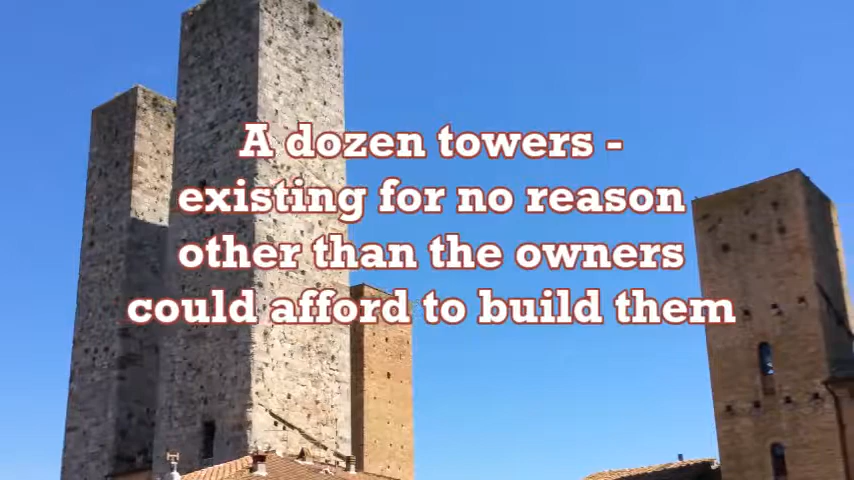 A dozen towers -
existing for no reason
other than the owners
could afford to build them